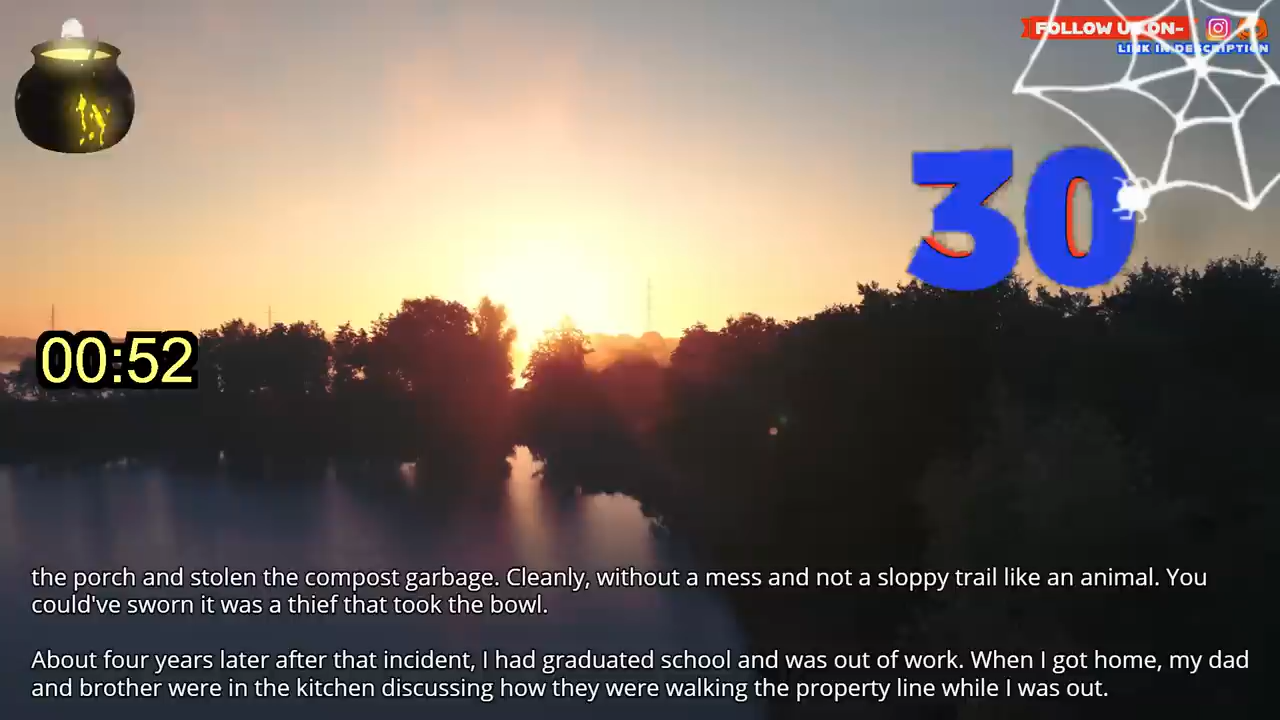 FOLLOW US ON-
LINK IN DESCRIPTION
30
00:52
the porch and stolen the compost garbage. Cleanly, without a mess and not a sloppy trail like an animal. You
could've sworn it was a thief that took the bowl.
About four years later after that incident, I had graduated school and was out of work. When I got home, my dad
and brother were in the kitchen discussing how they were walking the property line while I was out.